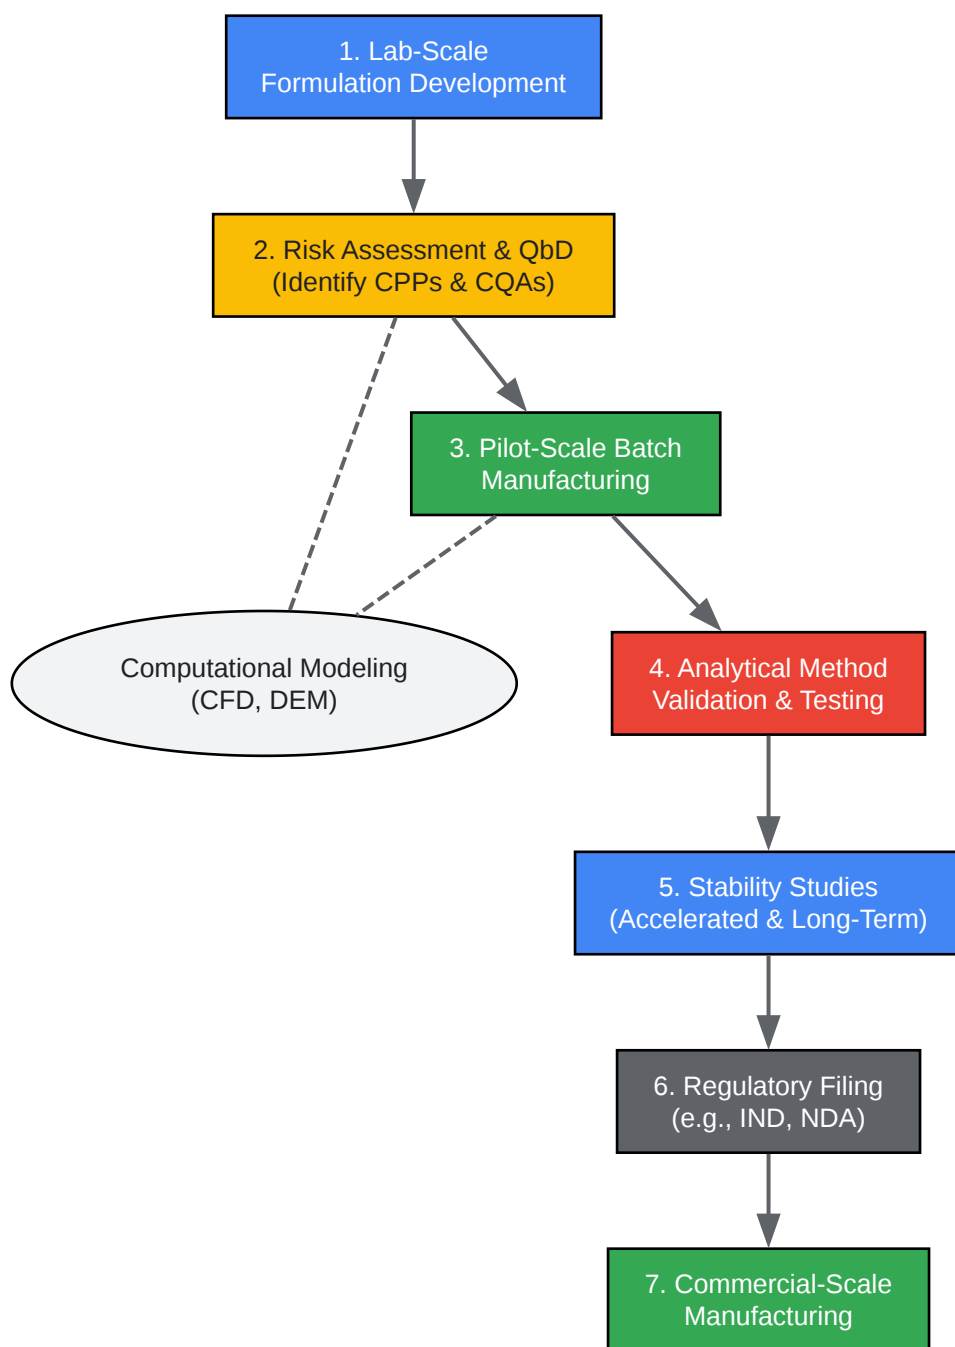 1. Lab-Scale
Formulation Development
2. Risk Assessment & QbD
(Identify CPPs & CQAs)
3. Pilot-Scale Batch
Manufacturing
Computational Modeling
(CFD, DEM)
4. Analytical Method
Validation & Testing
5. Stability Studies
(Accelerated & Long-Term)
6. Regulatory Filing
(e.g., IND, NDA)
7. Commercial-Scale
Manufacturing